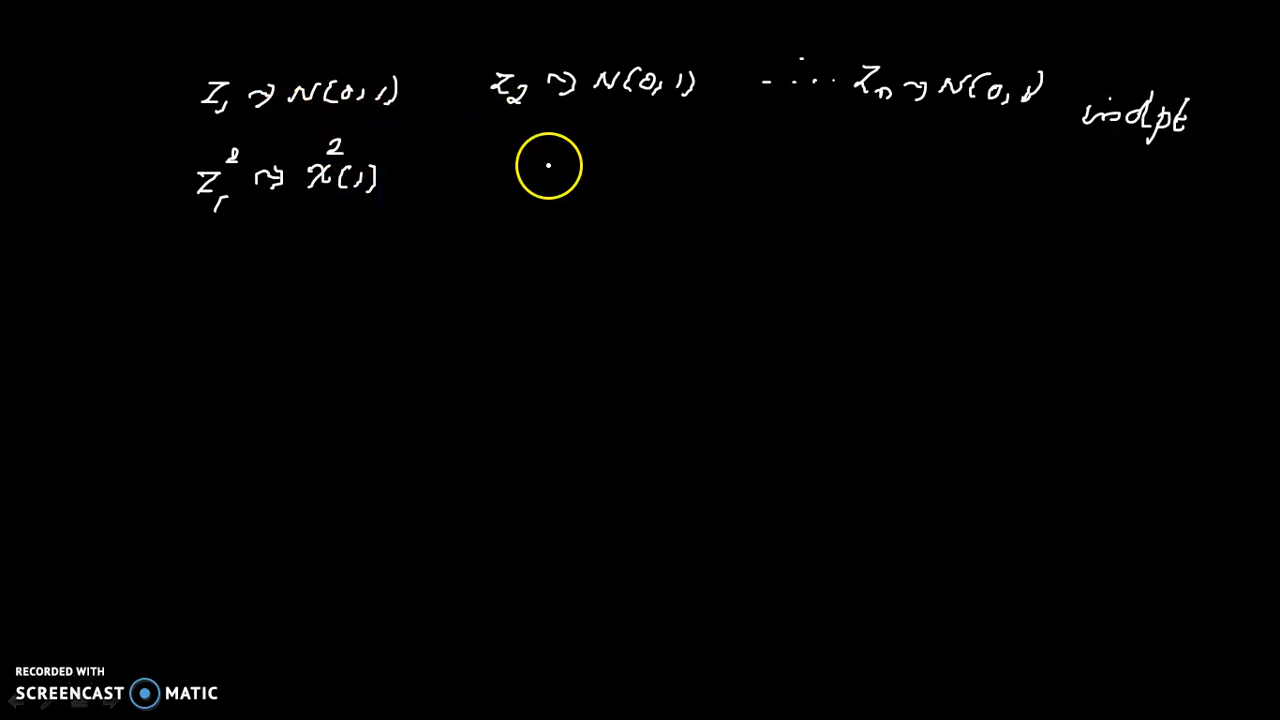 Z₁ ~> N(0,1) Z₂ ~> N(0,1) - . . . . . Zₙ ~> N(0,1) indpt
Z₁² ~> χ²(1)
RECORDED WITH
SCREENCAST MATIC